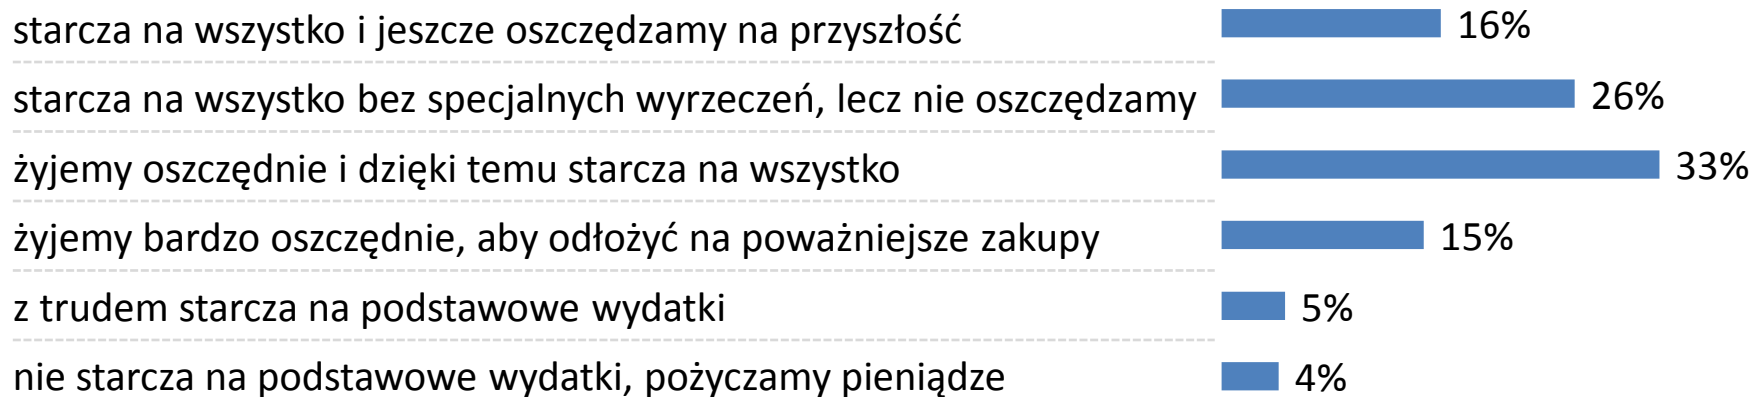 starcza na wszystko i jeszcze oszczędzamy na przyszłość 16%
starcza na wszystko bez specjalnych wyrzeczeń, lecz nie oszczędzamy 26%
żyjemy oszczędnie i dzięki temu starcza na wszystko 33%
żyjemy bardzo oszczędnie, aby odłożyć na poważniejsze zakupy 15%
z trudem starcza na podstawowe wydatki 5%
nie starcza na podstawowe wydatki, pożyczamy pieniądze 4%